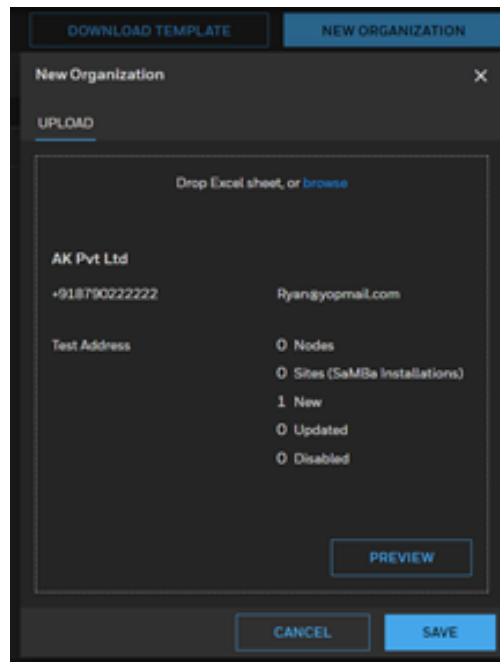 DOWNLOAD TEMPLATE
NEW ORGANIZATION
New Organization
UPLOAD
Drop Excel sheet, or browse
AK Pvt Ltd
+918790222222
Ryan@yopmail.com
Test Address
0 Nodes
0 Sites (SaMBa Installations)
1 New
0 Updated
0 Disabled
PREVIEW
CANCEL
SAVE